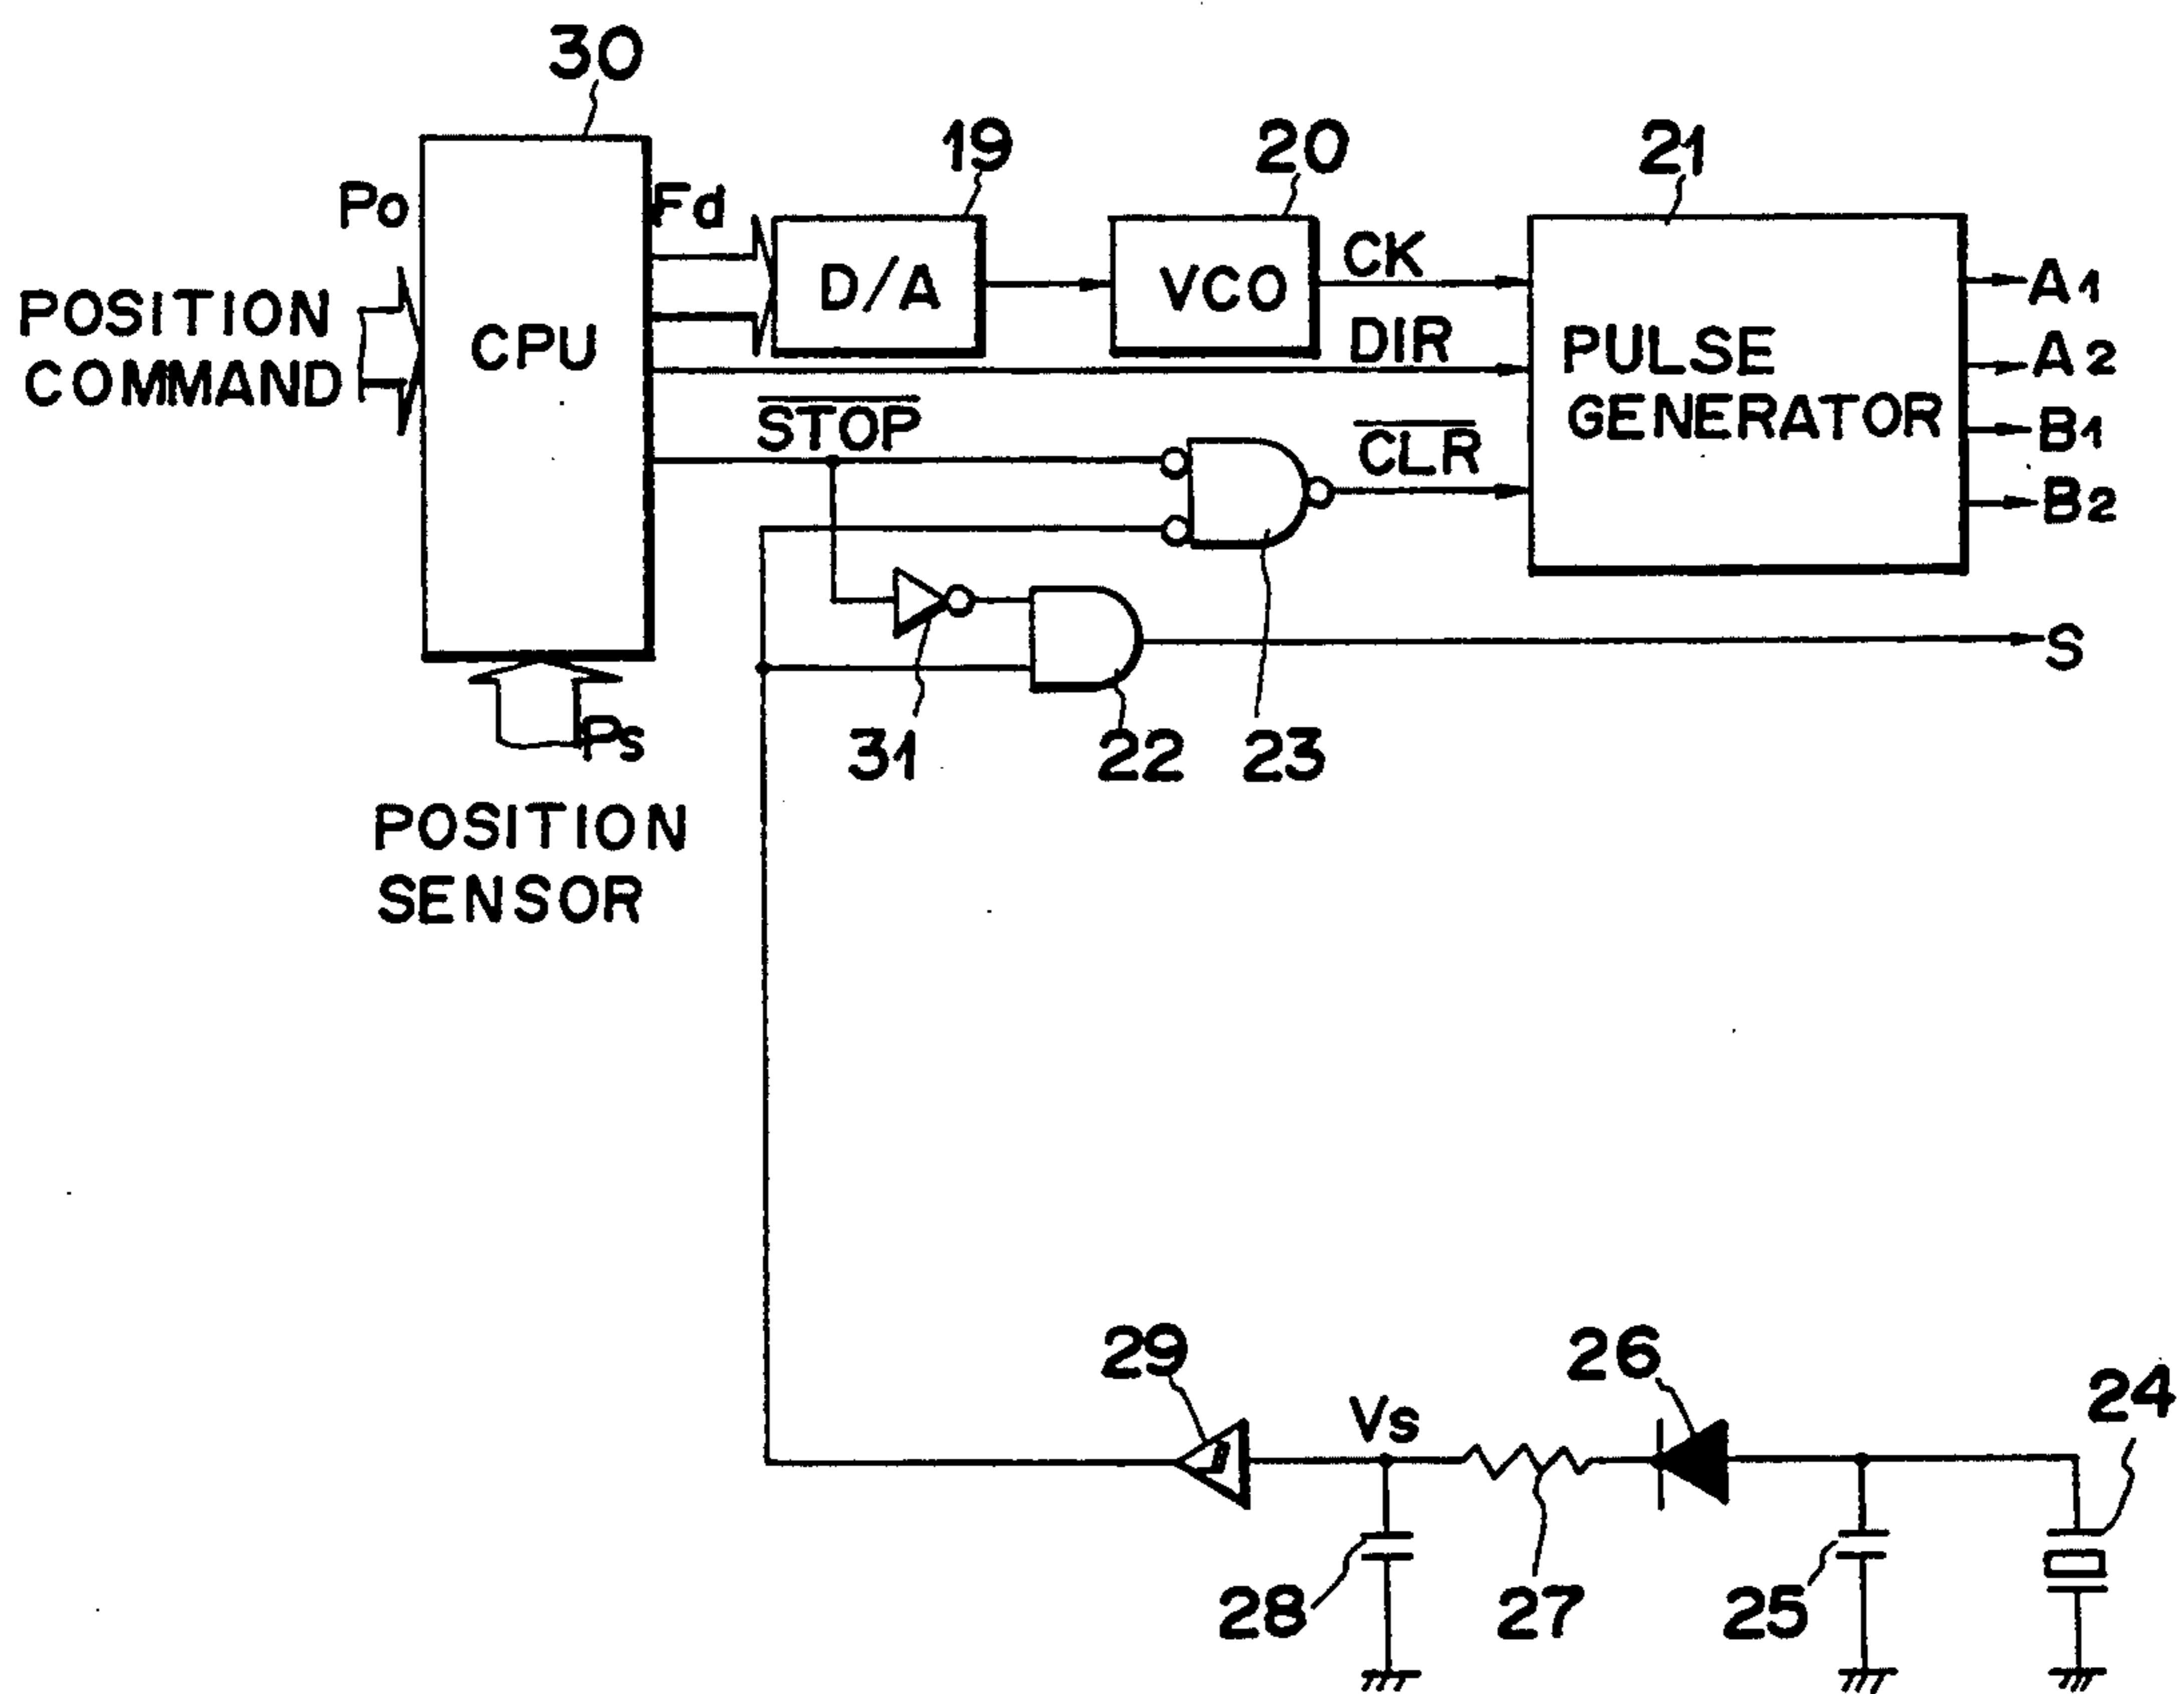 30
19
20
21
Po
Fd
POSITION
COMMAND
CPU
D/A
VCO
CK
DIR
STOP
CLR
PULSE
GENERATOR
A1
A2
B1
B2
S
Ps
31
22
23
POSITION
SENSOR
29
Vs
26
24
28
27
25